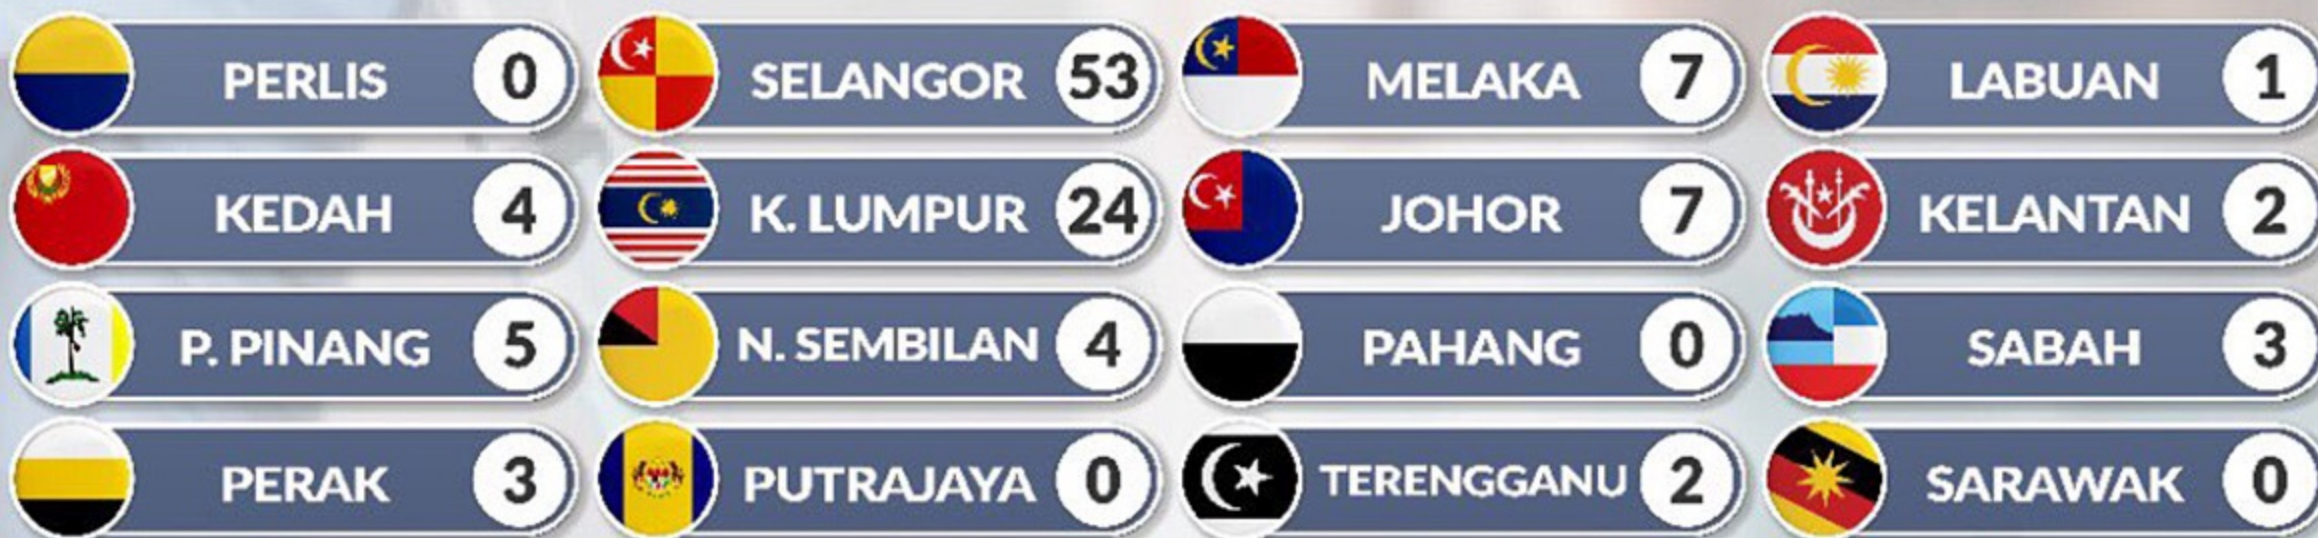 PERLIS 0 SELANGOR 53 MELAKA 7 LABUAN 1
KEDAH 4 K. LUMPUR 24 JOHOR 7 KELANTAN 2
P. PINANG 5 N. SEMBILAN 4 PAHANG 0 SABAH 3
PERAK 3 PUTRAJAYA 0 TERENGGANU 2 SARAWAK 0